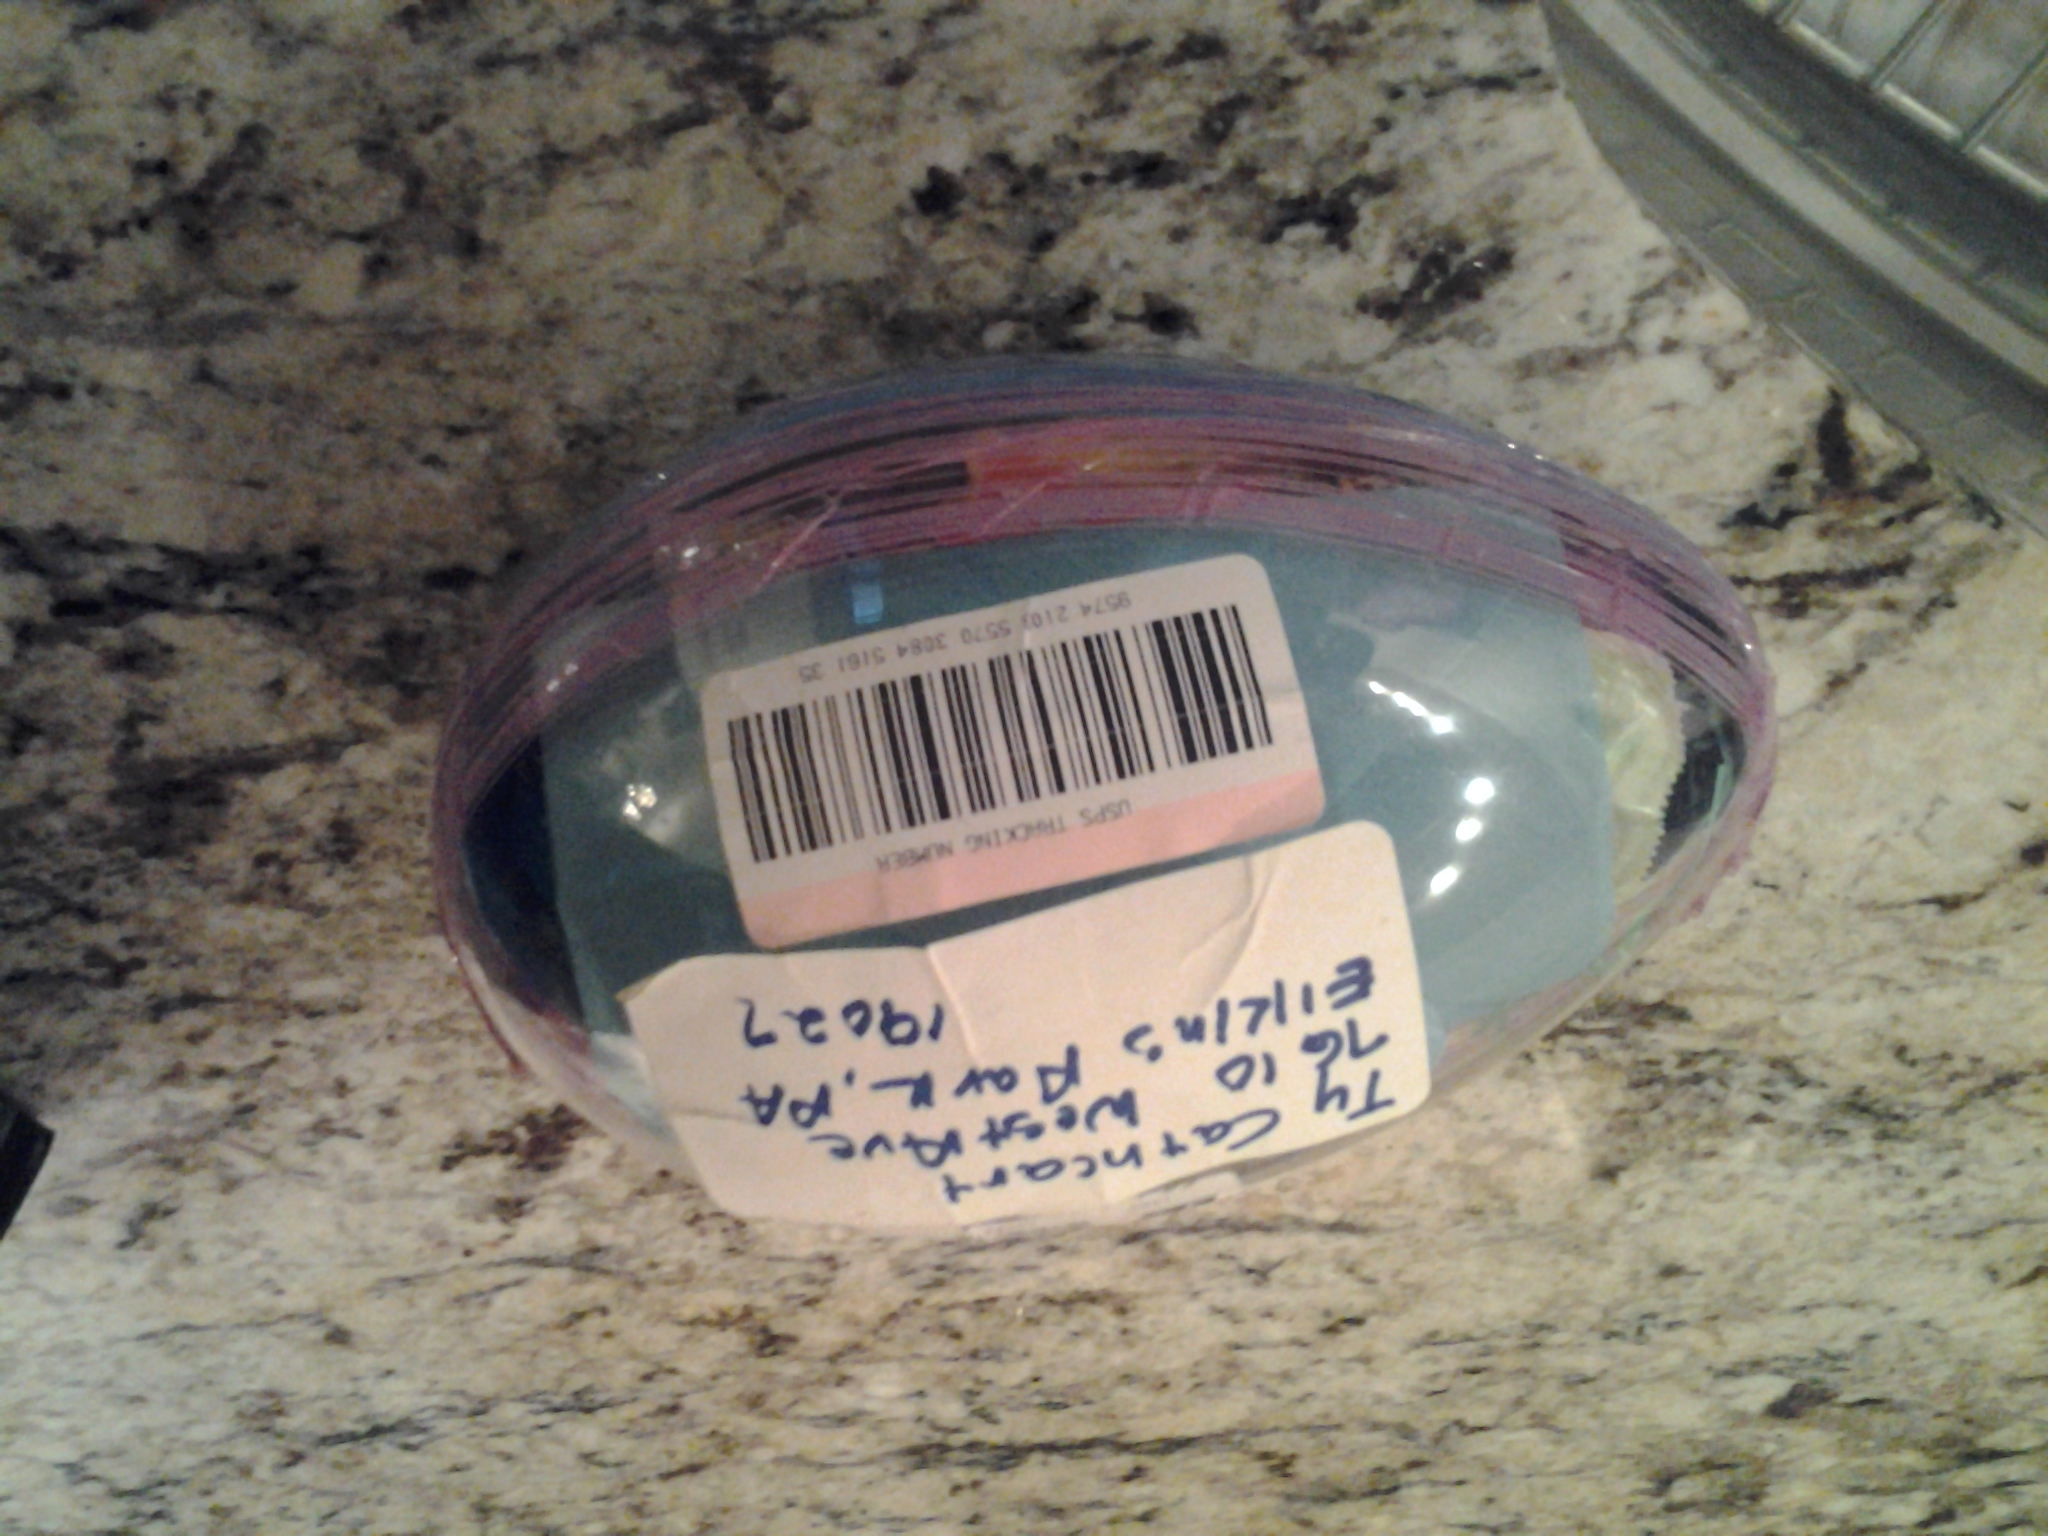 Ty Cathcart
7610 West Ave
Elkins Park, PA
19027
USPS TRACKING NUMBER
9574 2103 5570 3084 5161 35